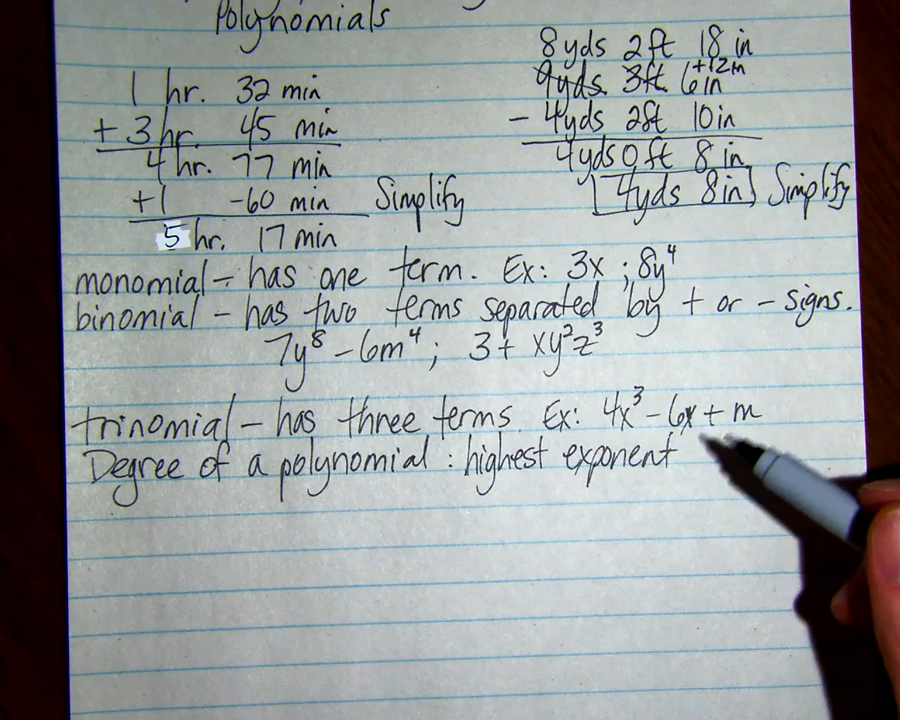 Polynomials
1 hr. 32 min
+ 3 hr. 45 min
4 hr. 77 min
+1 -60 min Simplify
5 hr. 17 min
8 yds 2 ft 18 in
9 yds. 3 ft. 6 in +12 in
- 4 yds 2 ft 10 in
4 yds 0 ft 8 in
[4 yds 8 in] Simplify
monomial - has one term. Ex: 3x ; 8y⁴
binomial - has two terms separated by + or - signs.
7y⁸ - 6m⁴ ; 3 + xy²z³
trinomial - has three terms. Ex: 4x³ - 6x + m
Degree of a polynomial : highest exponent